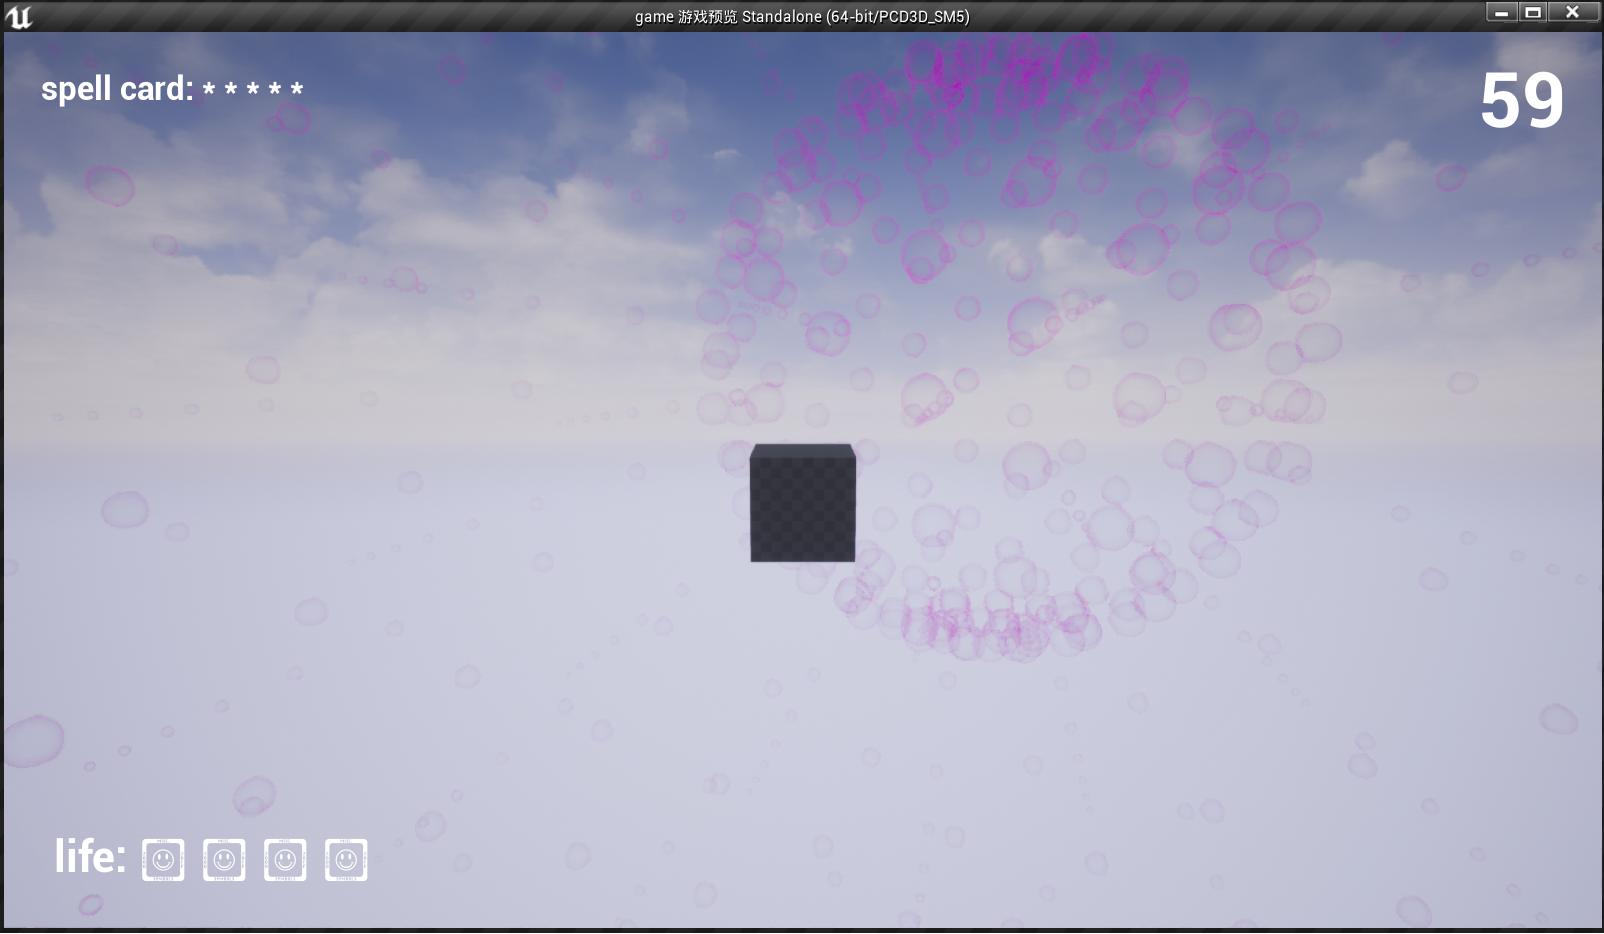 game 游戏预览 Standalone (64-bit/PCD3D_SM5)
spell card: * * * * *
59
life: